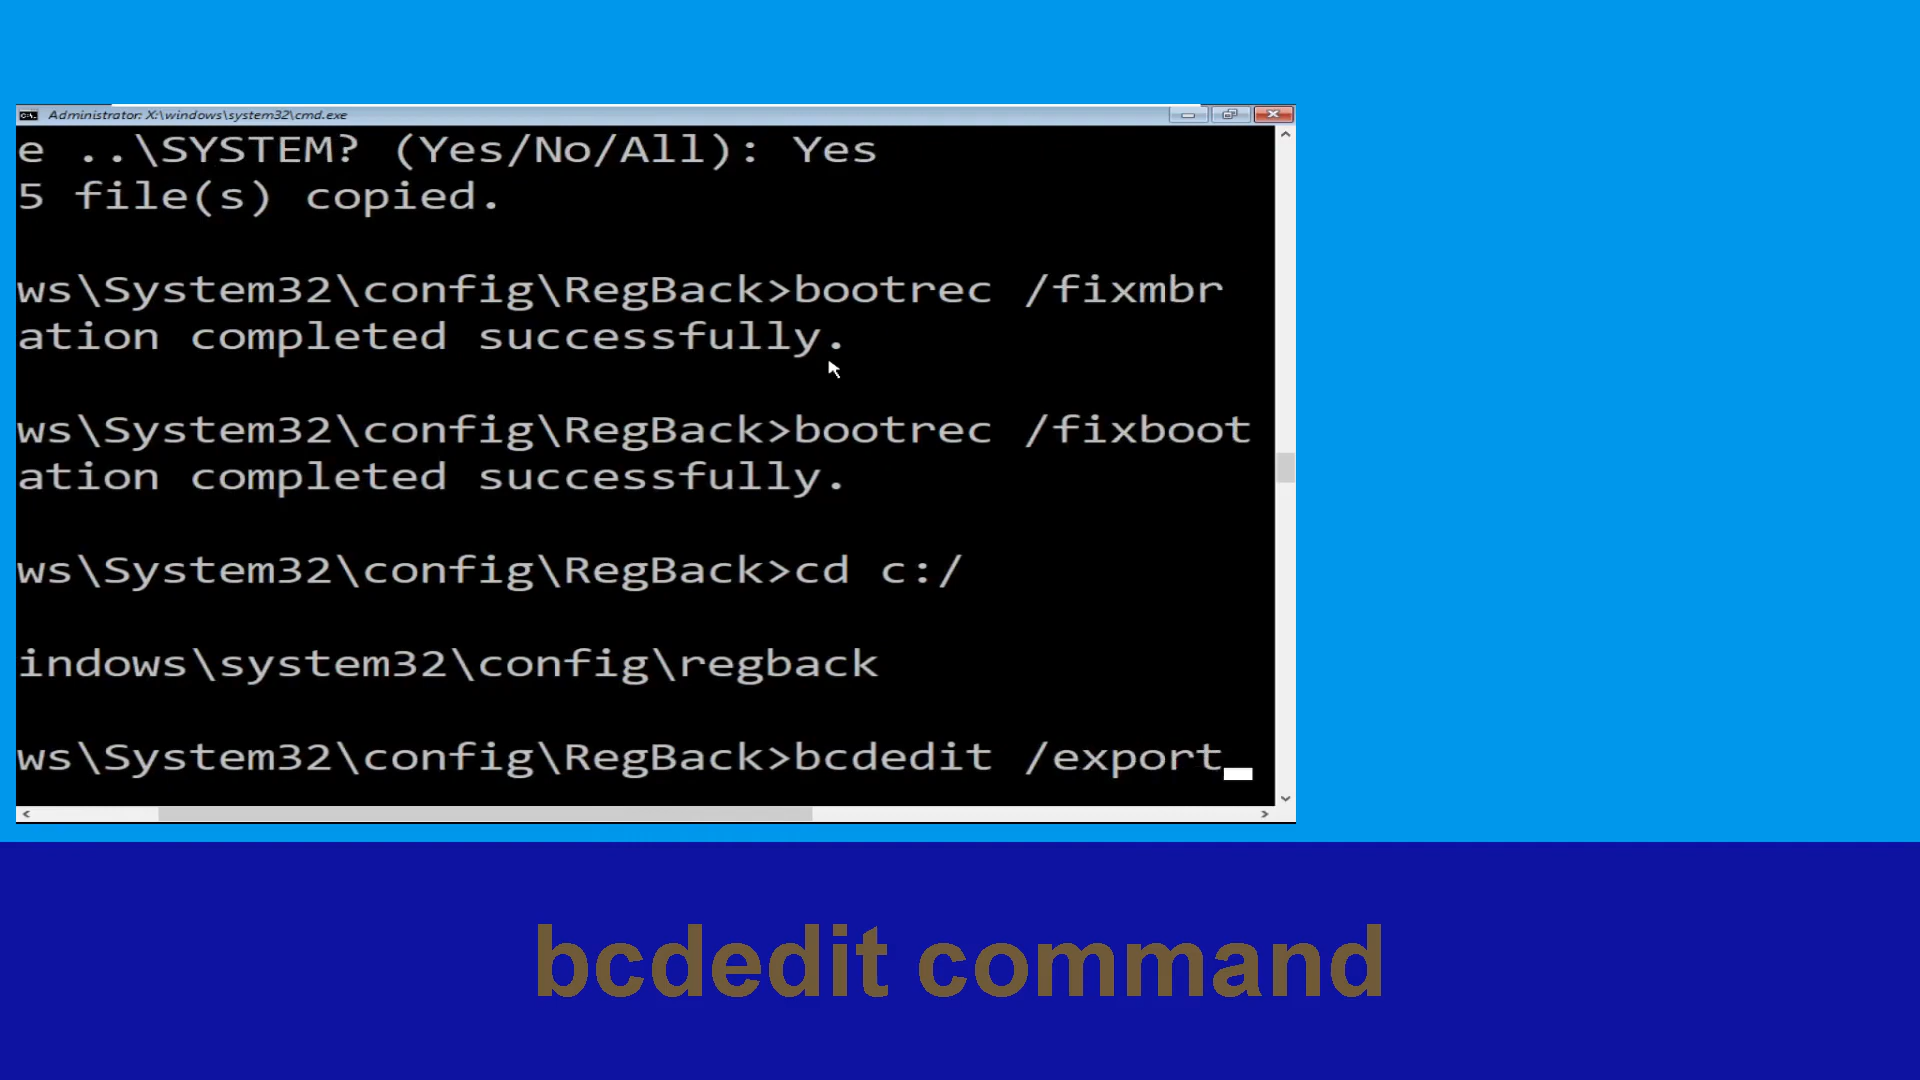 Administrator: X:\windows\system32\cmd.exe
e ..\SYSTEM? (Yes/No/All): Yes
5 file(s) copied.
ws\System32\config\RegBack>bootrec /fixmbr
ation completed successfully.
ws\System32\config\RegBack>bootrec /fixboot
ation completed successfully.
ws\System32\config\RegBack>cd c:/
indows\system32\config\regback
ws\System32\config\RegBack>bcdedit /export
bcdedit command